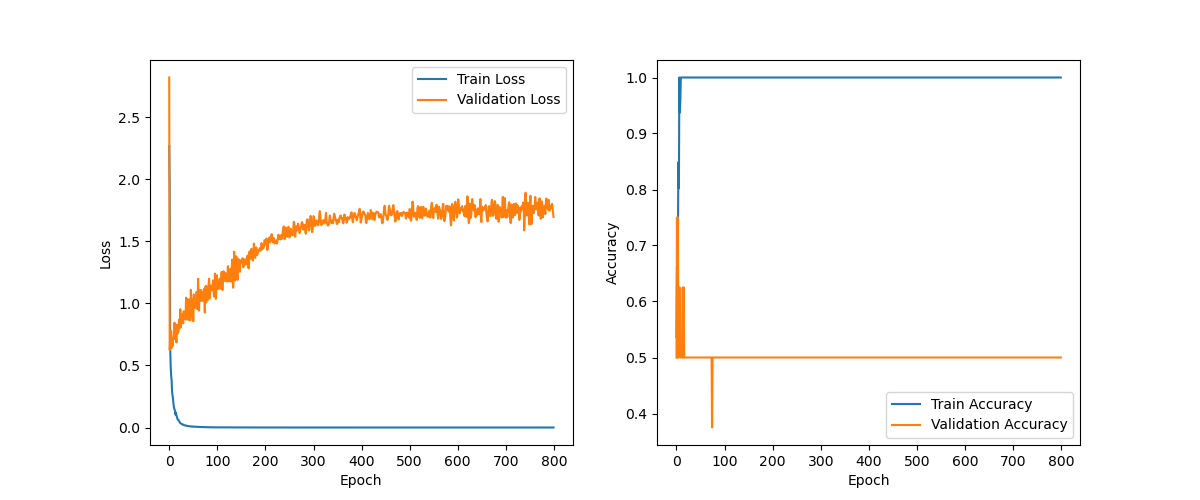 Train Loss
Validation Loss
2.5
2.0
1.5
1.0
0.5
0.0
Loss
0 100 200 300 400 500 600 700 800
Epoch
1.0
0.9
0.8
0.7
0.6
0.5
0.4
Accuracy
Train Accuracy
Validation Accuracy
0 100 200 300 400 500 600 700 800
Epoch